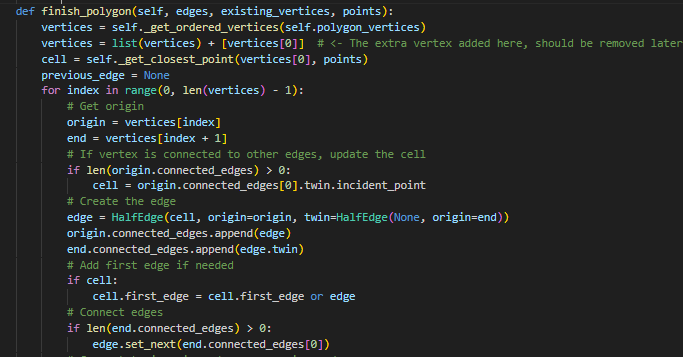 def finish_polygon(self, edges, existing_vertices, points):
vertices = self._get_ordered_vertices(self.polygon_vertices)
vertices = list(vertices) + [vertices[0]]  # <- The extra vertex added here, should be removed later
cell = self._get_closest_point(vertices[0], points)
previous_edge = None
for index in range(0, len(vertices) - 1):
# Get origin
origin = vertices[index]
end = vertices[index + 1]
# If vertex is connected to other edges, update the cell
if len(origin.connected_edges) > 0:
cell = origin.connected_edges[0].twin.incident_point
# Create the edge
edge = HalfEdge(cell, origin=origin, twin=HalfEdge(None, origin=end))
origin.connected_edges.append(edge)
end.connected_edges.append(edge.twin)
# Add first edge if needed
if cell:
cell.first_edge = cell.first_edge or edge
# Connect edges
if len(end.connected_edges) > 0:
edge.set_next(end.connected_edges[0])